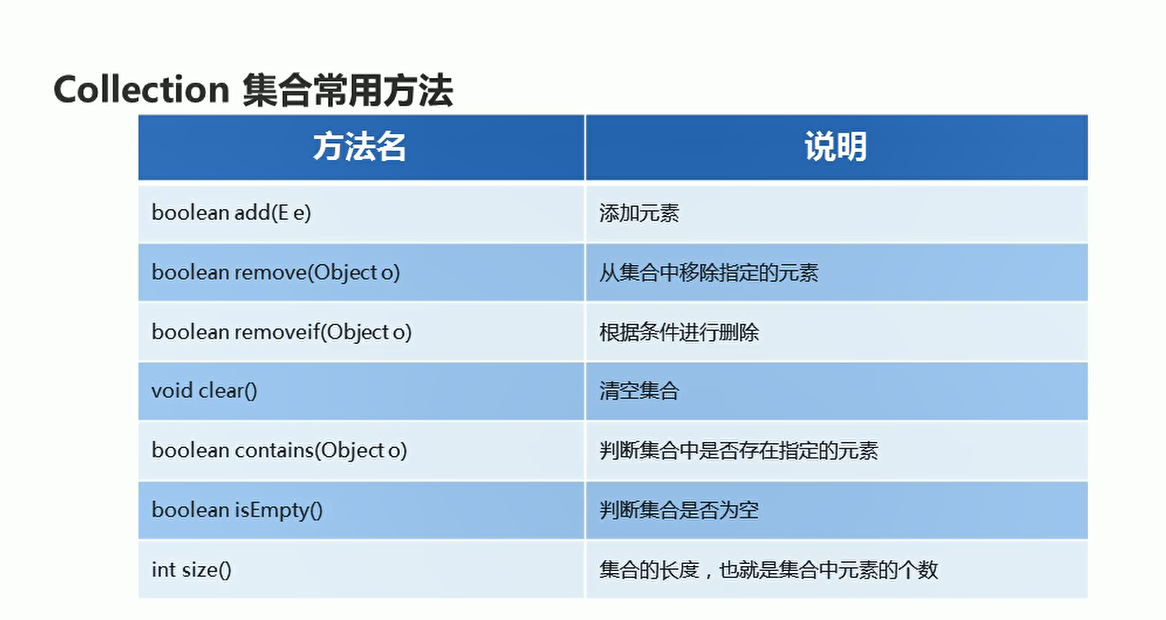 Collection 集合常用方法
方法名 说明
boolean add(E e) 添加元素
boolean remove(Object o) 从集合中移除指定的元素
boolean removeif(Object o) 根据条件进行删除
void clear() 清空集合
boolean contains(Object o) 判断集合中是否存在指定的元素
boolean isEmpty() 判断集合是否为空
int size() 集合的长度，也就是集合中元素的个数